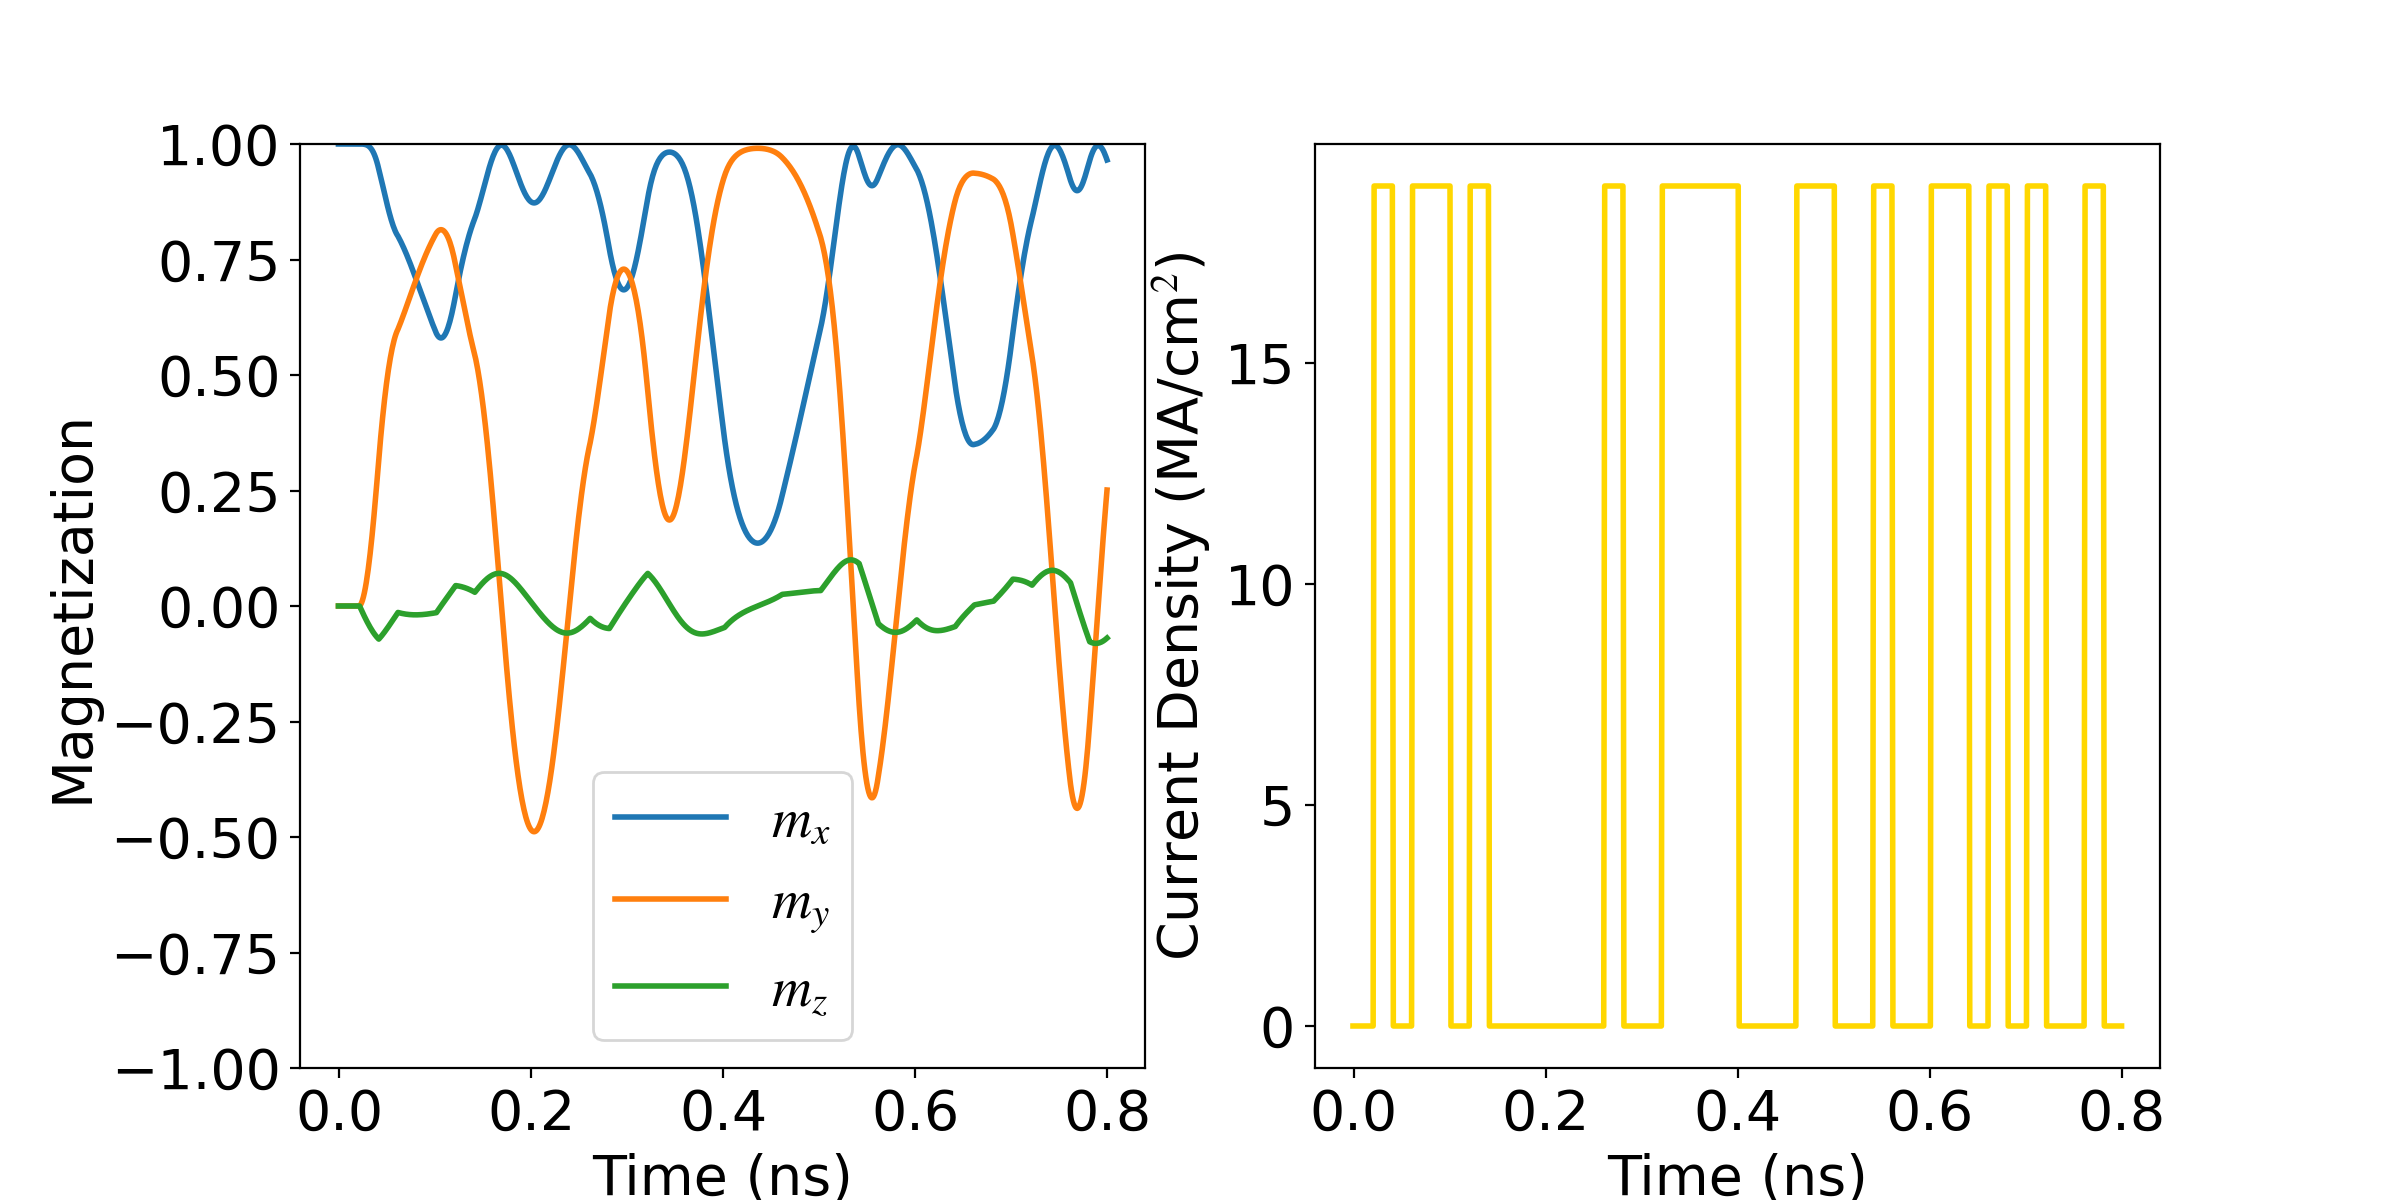 1.00
0.75
0.50
0.25
0.00
−0.25
−0.50
−0.75
−1.00
Magnetization
0.0 0.2 0.4 0.6 0.8
Time (ns)
m_x
m_y
m_z
Current Density (MA/cm²)
15
10
5
0
0.0 0.2 0.4 0.6 0.8
Time (ns)